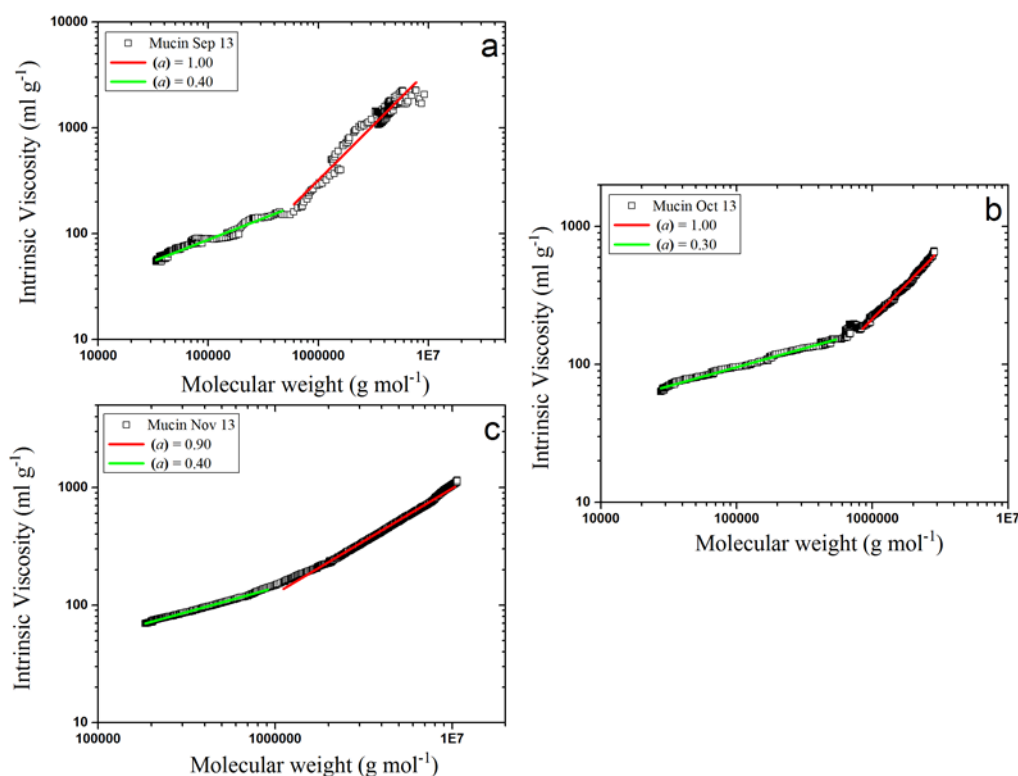 a
Mucin Sep 13
(a) = 1.00
(a) = 0.40
10000
1000
100
10
Intrinsic Viscosity (ml g⁻¹)
10000
100000
1000000
1E7
Molecular weight (g mol⁻¹)
b
Mucin Oct 13
(a) = 1.00
(a) = 0.30
1000
100
10
Intrinsic Viscosity (ml g⁻¹)
10000
100000
1000000
1E7
Molecular weight (g mol⁻¹)
c
Mucin Nov 13
(a) = 0.90
(a) = 0.40
1000
100
10
Intrinsic Viscosity (ml g⁻¹)
100000
1000000
1E7
Molecular weight (g mol⁻¹)